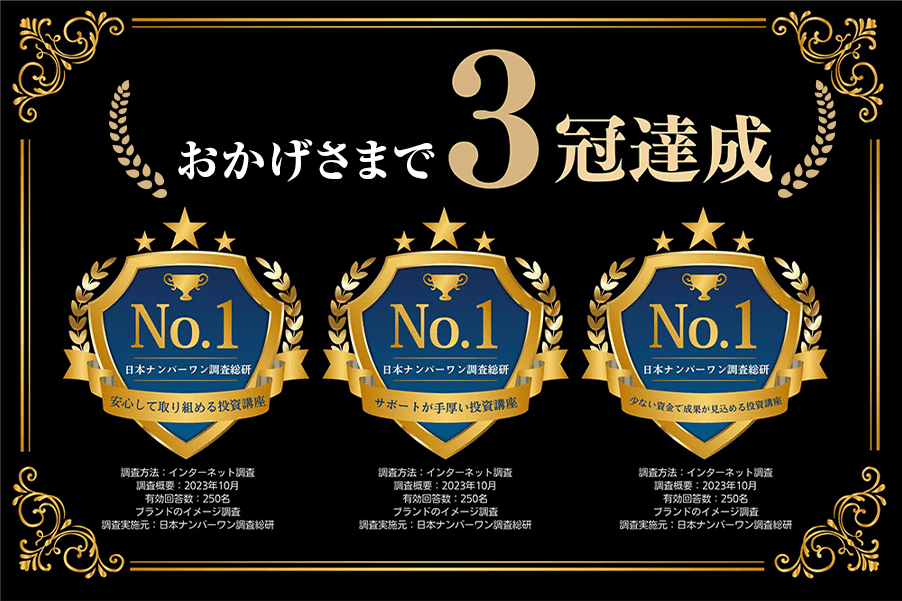 おかげさまで3冠達成
No.1
日本ナンバーワン調査総研
安心して取り組める投資講座
調査方法：インターネット調査
調査概要：2023年10月
有効回答数：250名
ブランドのイメージ調査
調査実施元：日本ナンバーワン調査総研
No.1
日本ナンバーワン調査総研
サポートが手厚い投資講座
調査方法：インターネット調査
調査概要：2023年10月
有効回答数：250名
ブランドのイメージ調査
調査実施元：日本ナンバーワン調査総研
No.1
日本ナンバーワン調査総研
少ない資金で成果が見込める投資講座
調査方法：インターネット調査
調査概要：2023年10月
有効回答数：250名
ブランドのイメージ調査
調査実施元：日本ナンバーワン調査総研